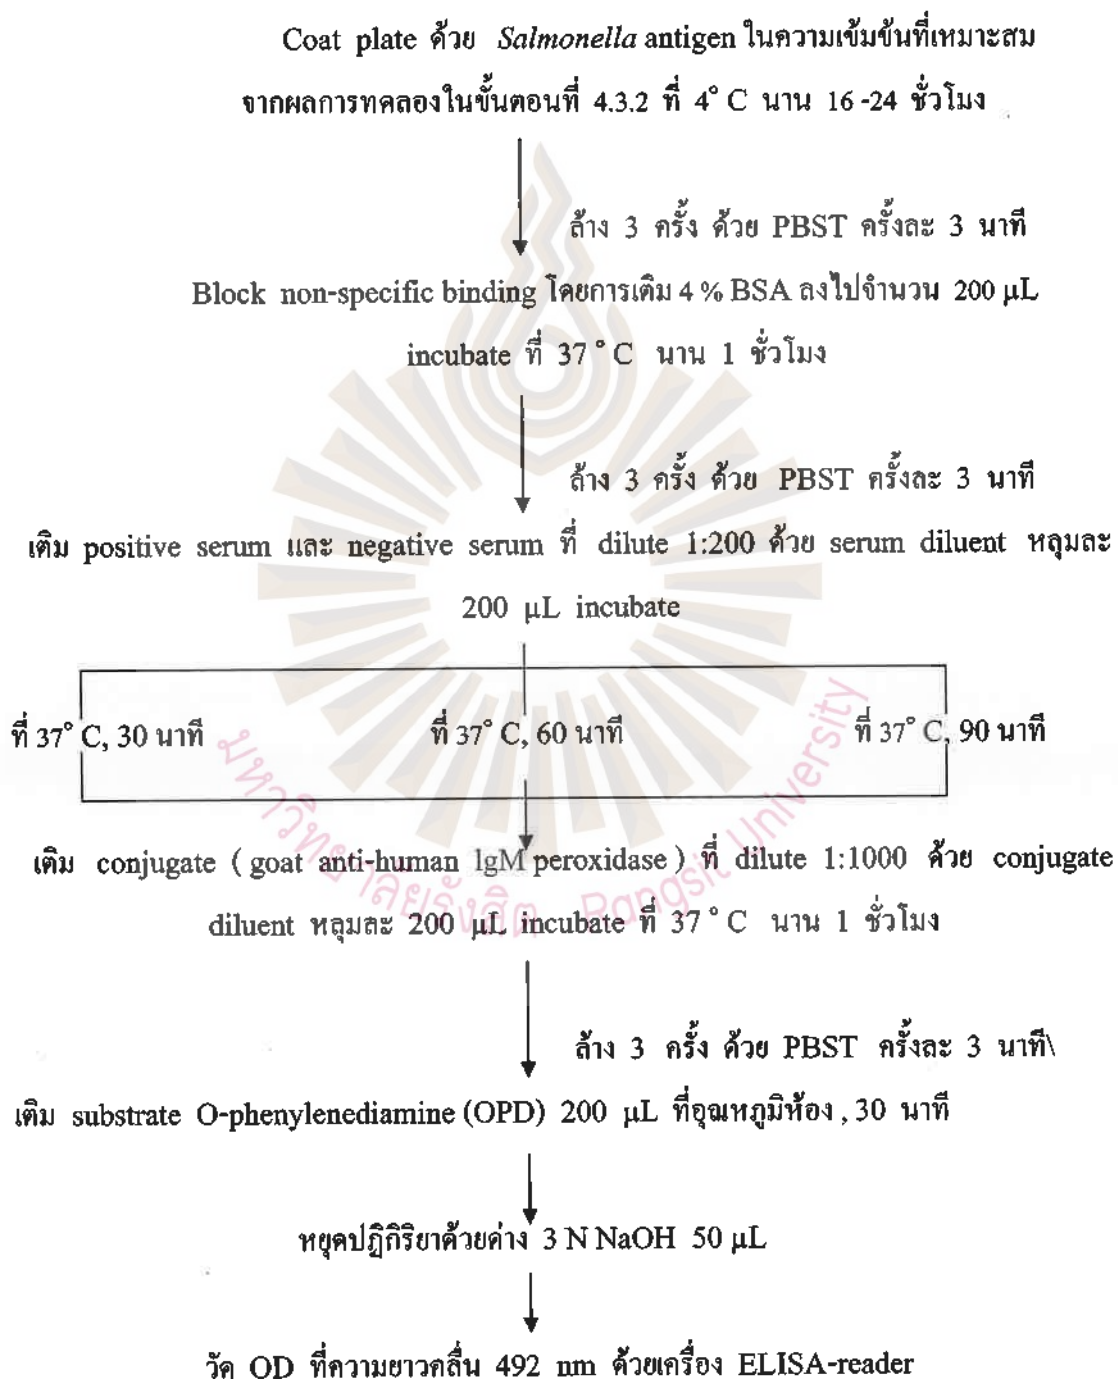 Coat plate ด้วย Salmonella antigen ในความเข้มข้นที่เหมาะสม
จากผลการทดลองในขั้นตอนที่ 4.3.2 ที่ 4° C นาน 16 -24 ชั่วโมง
ล้าง 3 ครั้ง ด้วย PBST ครั้งละ 3 นาที
Block non-specific binding โดยการเติม 4 % BSA ลงไปจำนวน 200 µL
incubate ที่ 37 ° C นาน 1 ชั่วโมง
ล้าง 3 ครั้ง ด้วย PBST ครั้งละ 3 นาที
เติม positive serum และ negative serum ที่ dilute 1:200 ด้วย serum diluent หลุมละ
200 µL incubate
ที่ 37° C, 30 นาที ที่ 37° C, 60 นาที ที่ 37° C, 90 นาที
เติม conjugate ( goat anti-human IgM peroxidase ) ที่ dilute 1:1000 ด้วย conjugate
diluent หลุมละ 200 µL incubate ที่ 37 ° C นาน 1 ชั่วโมง
มหาวิทยาลัยรังสิต Rangsit University
ล้าง 3 ครั้ง ด้วย PBST ครั้งละ 3 นาที\
เติม substrate O-phenylenediamine (OPD) 200 µL ที่อุณหภูมิห้อง , 30 นาที
หยุดปฏิกิริยาด้วยด่าง 3 N NaOH 50 µL
วัด OD ที่ความยาวคลื่น 492 nm ด้วยเครื่อง ELISA-reader